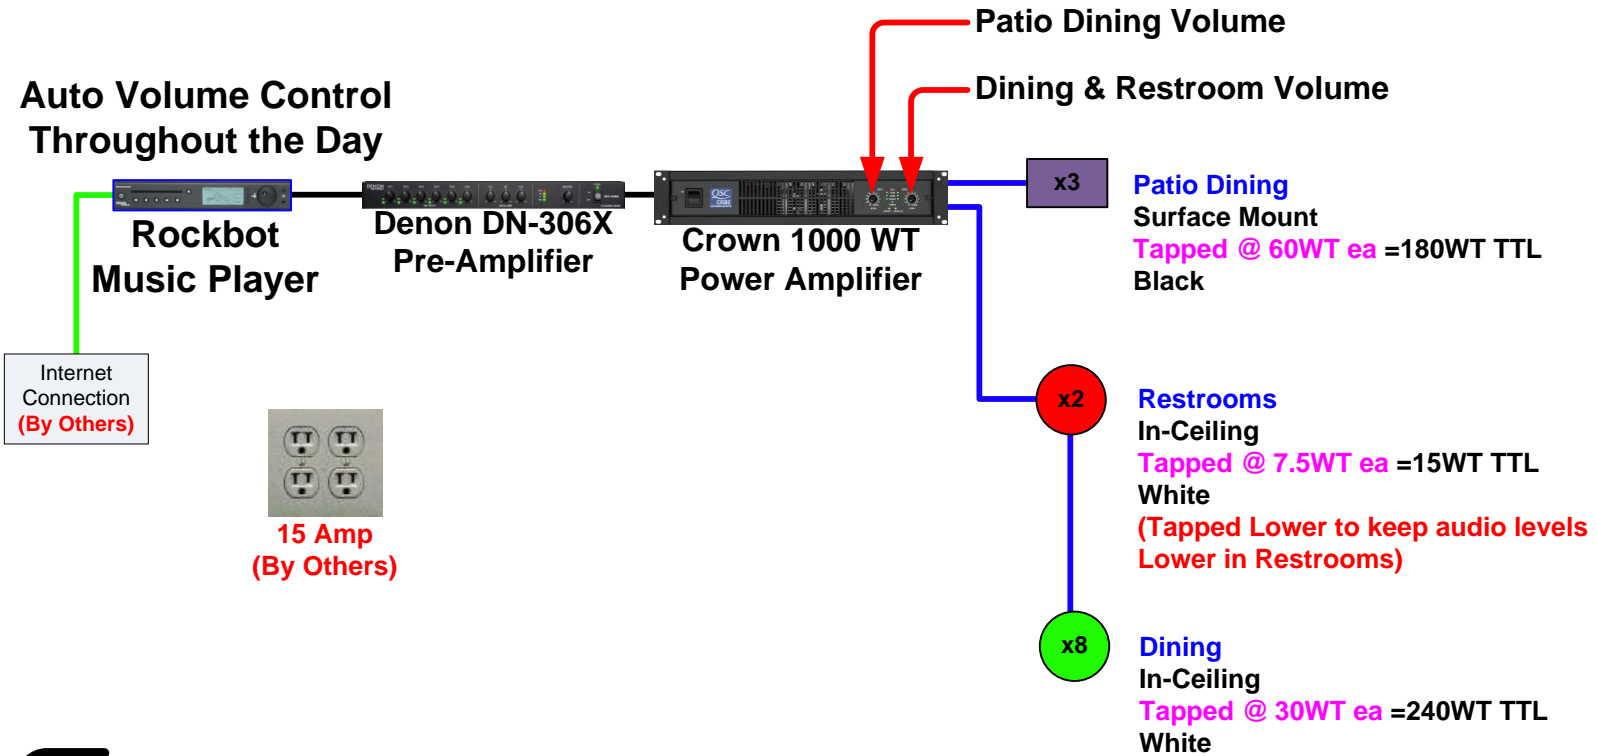 Patio Dining Volume
Dining & Restroom Volume
Auto Volume Control
Throughout the Day
Rockbot
Music Player
DENON
Denon DN-306X
Pre-Amplifier
QSC
Crown 1000 WT
Power Amplifier
x3
Patio Dining
Surface Mount
Tapped @ 60WT ea =180WT TTL
Black
Internet
Connection
(By Others)
15 Amp
(By Others)
x2
Restrooms
In-Ceiling
Tapped @ 7.5WT ea =15WT TTL
White
(Tapped Lower to keep audio levels
Lower in Restrooms)
x8
Dining
In-Ceiling
Tapped @ 30WT ea =240WT TTL
White